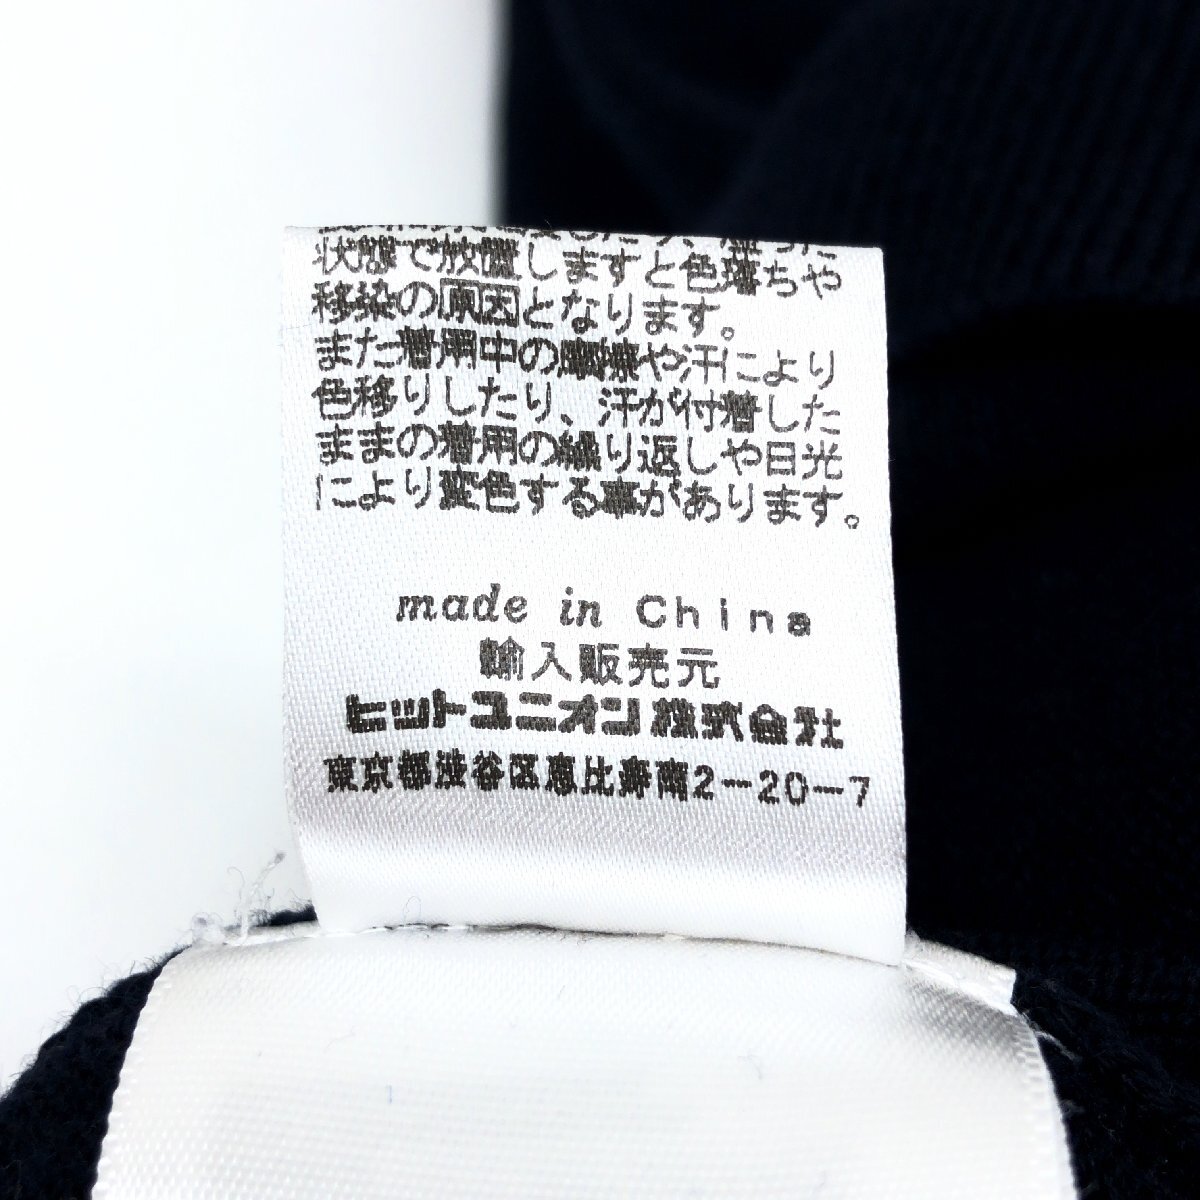 状態で放置しますと色落ちや
移染の原因となります。
また着用中の摩擦や汗により
色移りしたり、汗が付着した
ままの着用の繰り返しや日光
により変色する事があります。
made in China
輸入販売元
ヒットユニオン株式会社
東京都渋谷区恵比寿南2-20-7